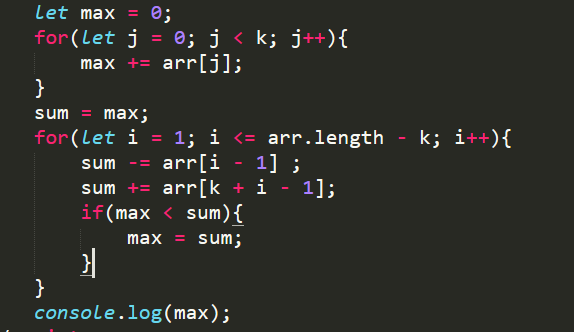 let max = 0;
for(let j = 0; j < k; j++){
max += arr[j];
}
sum = max;
for(let i = 1; i <= arr.length - k; i++){
sum -= arr[i - 1] ;
sum += arr[k + i - 1];
if(max < sum){
max = sum;
}
}
console.log(max);